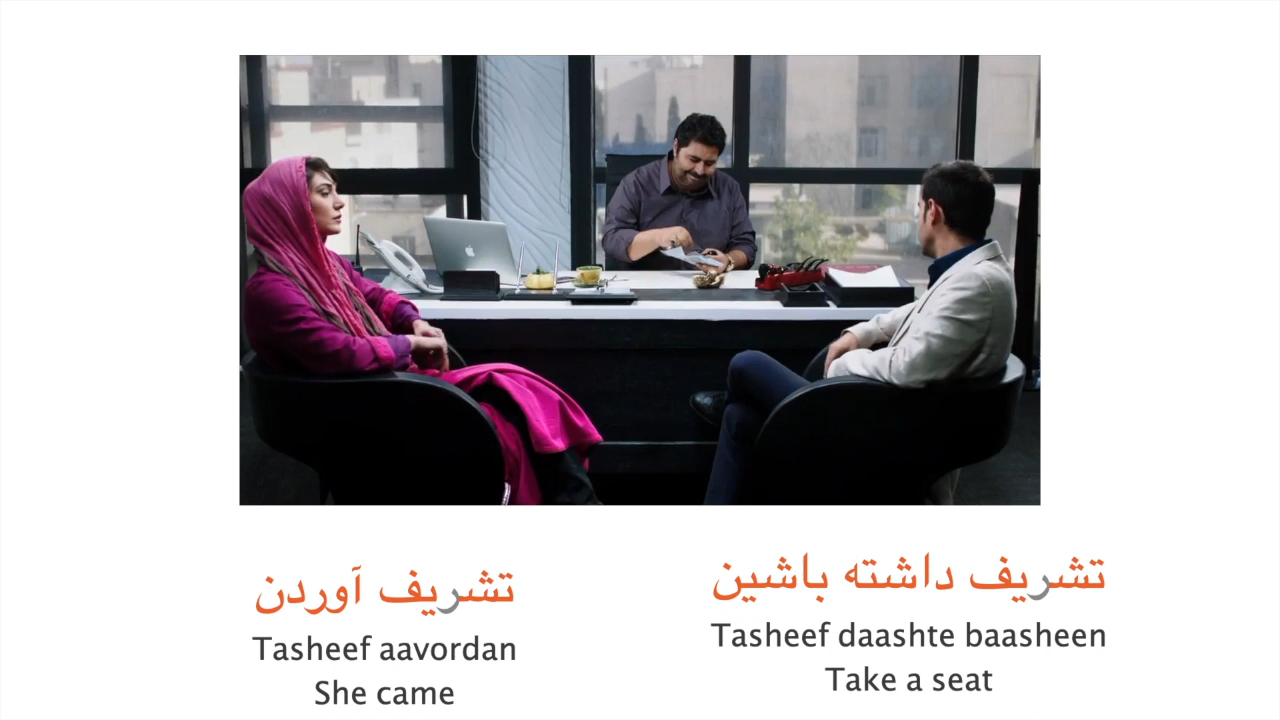 تشریف آوردن
Tasheef aavordan
She came
تشریف داشته باشین
Tasheef daashte baasheen
Take a seat